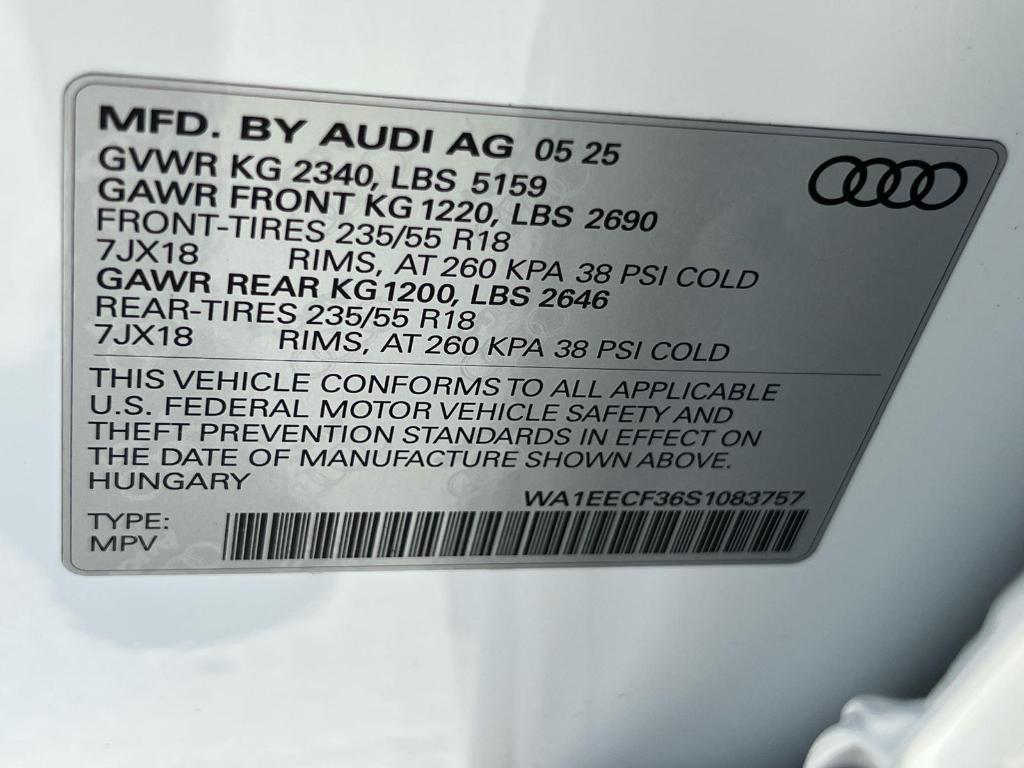 MFD. BY AUDI AG 05 25
GVWR KG 2340, LBS 5159
GAWR FRONT KG 1220, LBS 2690
FRONT-TIRES 235/55 R18
7JX18 RIMS, AT 260 KPA 38 PSI COLD
GAWR REAR KG 1200, LBS 2646
REAR-TIRES 235/55 R18
7JX18 RIMS, AT 260 KPA 38 PSI COLD
THIS VEHICLE CONFORMS TO ALL APPLICABLE
U.S. FEDERAL MOTOR VEHICLE SAFETY AND
THEFT PREVENTION STANDARDS IN EFFECT ON
THE DATE OF MANUFACTURE SHOWN ABOVE.
HUNGARY
WA1EECF36S1083757
TYPE:
MPV